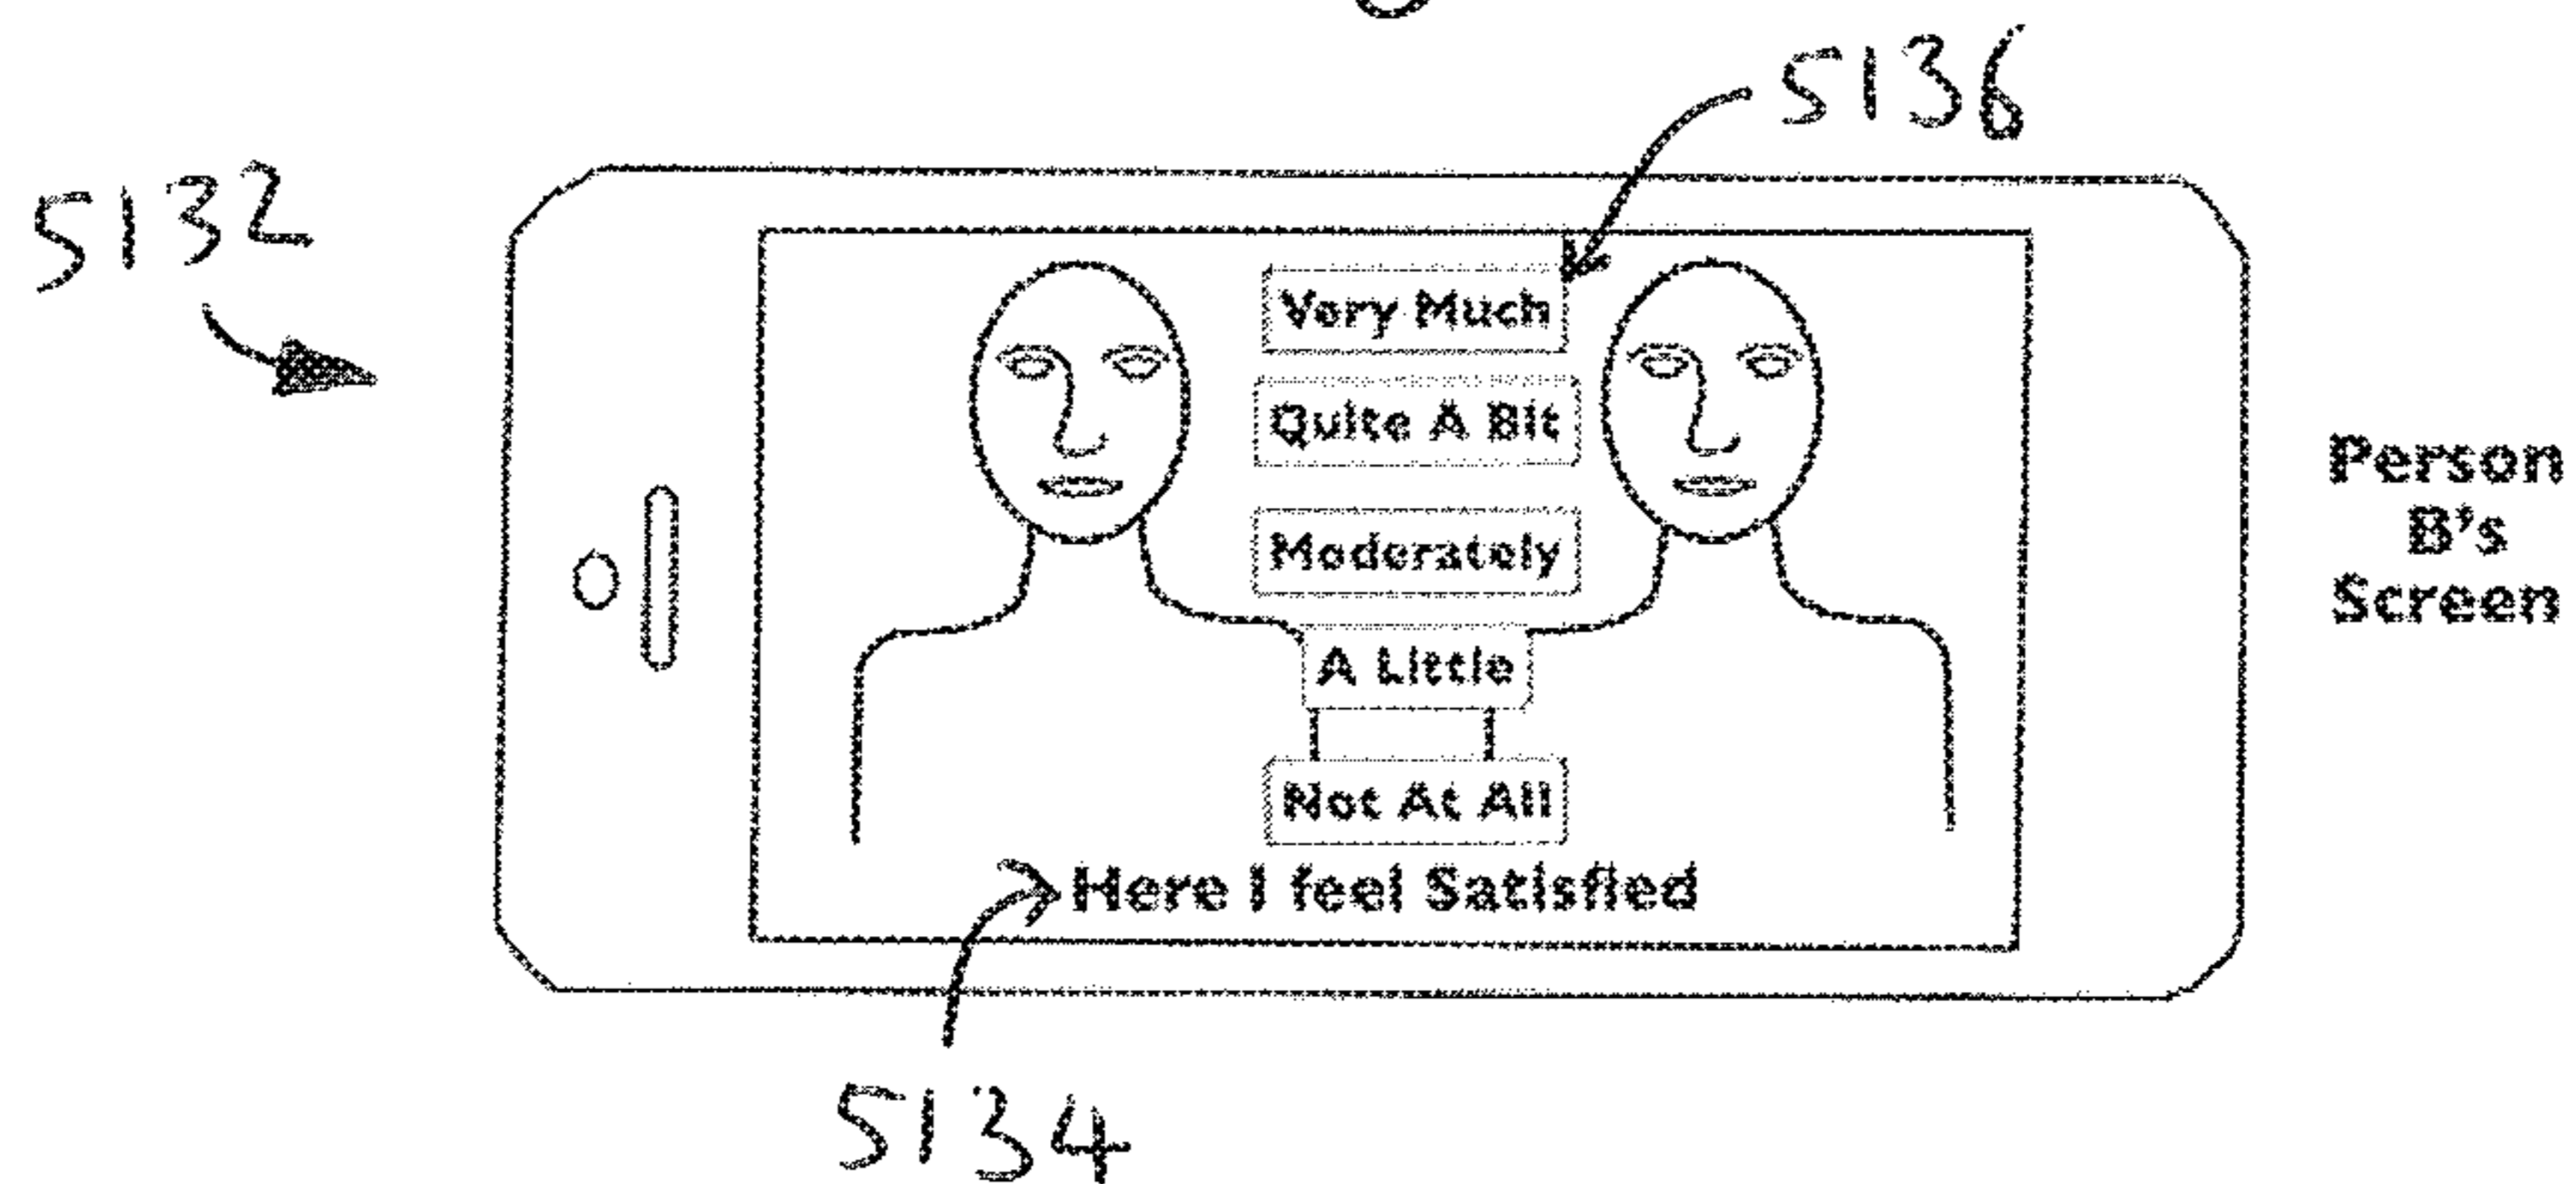 5136
5132
Very Much
Quite A Bit
Moderately
A Little
Not At All
Here I feel Satisfied
5134
Person
B's
Screen